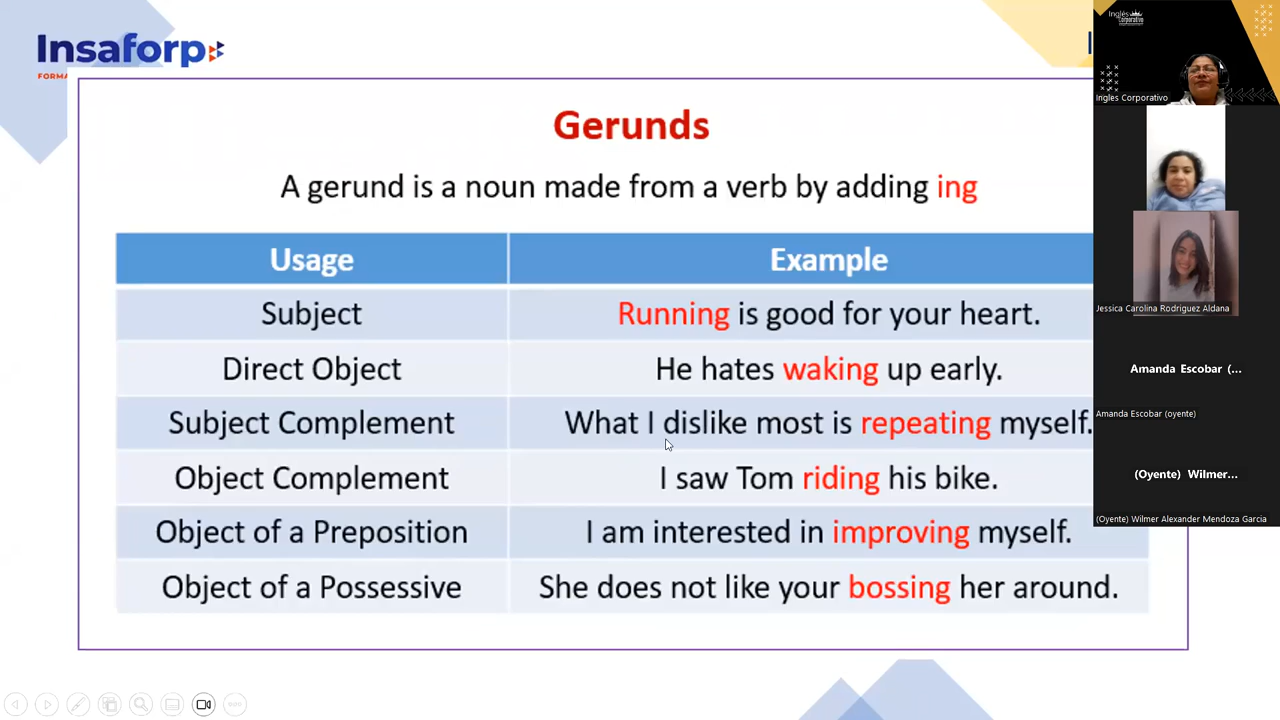 Insaforp
FORMA
Gerunds
A gerund is a noun made from a verb by adding ing
Usage Example
Subject Running is good for your heart.
Direct Object He hates waking up early.
Subject Complement What I dislike most is repeating myself.
Object Complement I saw Tom riding his bike.
Object of a Preposition I am interested in improving myself.
Object of a Possessive She does not like your bossing her around.
Inglés
Corporativo
Ingles Corporativo
Jessica Carolina Rodriguez Aldana
Amanda Escobar (...
Amanda Escobar (oyente)
(Oyente) Wilmer...
(Oyente) Wilmer Alexander Mendoza Garcia